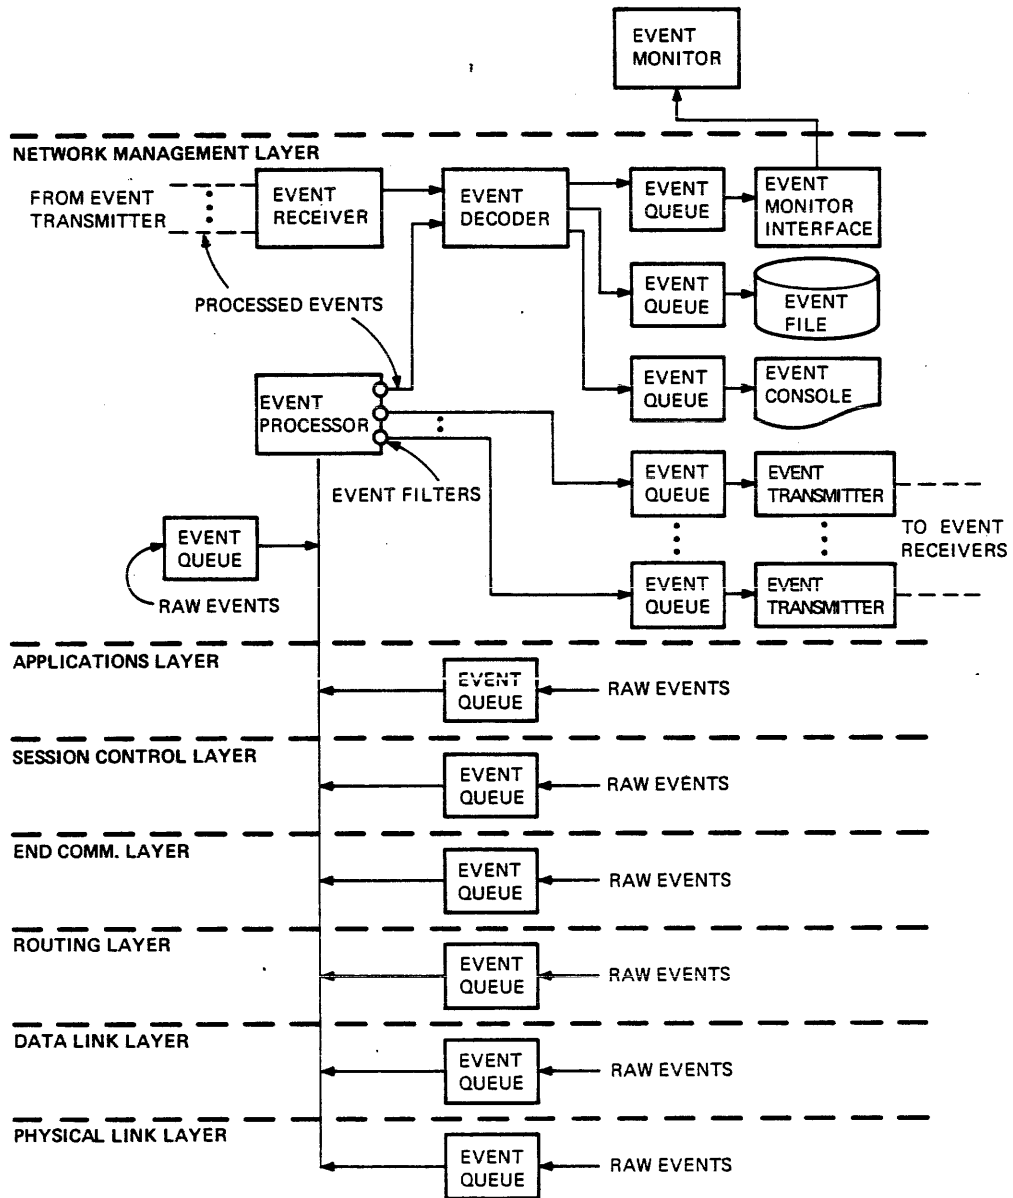 EVENT
MONITOR
NETWORK MANAGEMENT LAYER
FROM EVENT
TRANSMITTER
EVENT
RECEIVER
EVENT
DECODER
EVENT
QUEUE
EVENT
MONITOR
INTERFACE
PROCESSED EVENTS
EVENT
QUEUE
EVENT
FILE
EVENT
PROCESSOR
EVENT
QUEUE
EVENT
CONSOLE
EVENT FILTERS
EVENT
QUEUE
EVENT
TRANSMITTER
TO EVENT
RECEIVERS
EVENT
QUEUE
RAW EVENTS
EVENT
QUEUE
EVENT
TRANSMITTER
APPLICATIONS LAYER
EVENT
QUEUE
RAW EVENTS
SESSION CONTROL LAYER
EVENT
QUEUE
RAW EVENTS
END COMM. LAYER
EVENT
QUEUE
RAW EVENTS
ROUTING LAYER
EVENT
QUEUE
RAW EVENTS
DATA LINK LAYER
EVENT
QUEUE
RAW EVENTS
PHYSICAL LINK LAYER
EVENT
QUEUE
RAW EVENTS